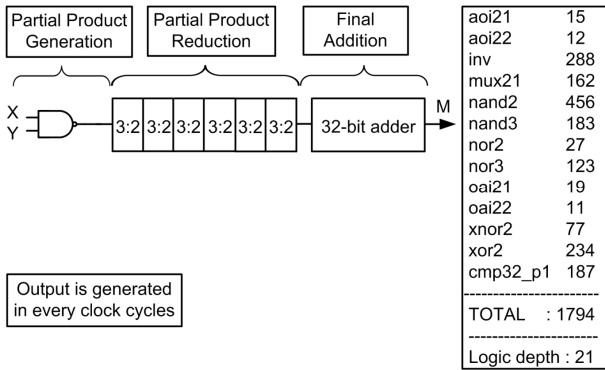 Partial Product
Generation
Partial Product
Reduction
Final
Addition
X
Y
3:2 3:2 3:2 3:2 3:2 3:2
32-bit adder
M
Output is generated
in every clock cycles
aoi21 15
aoi22 12
inv 288
mux21 162
nand2 456
nand3 183
nor2 27
nor3 123
oai21 19
oai22 11
xnor2 77
xor2 234
cmp32_p1 187
TOTAL : 1794
Logic depth : 21